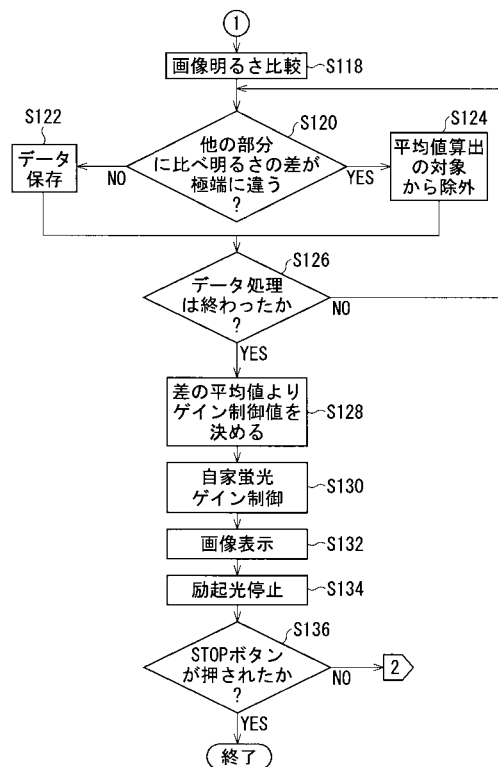 1
画像明るさ比較
S118
S120
他の部分
に比べ明るさの差が
極端に違う
?
NO
YES
S122
データ
保存
S124
平均値算出
の対象
から除外
S126
データ処理
は終わったか
?
NO
YES
差の平均値より
ゲイン制御値を
決める
S128
自家蛍光
ゲイン制御
S130
画像表示
S132
励起光停止
S134
S136
STOPボタン
が押されたか
?
NO
2
YES
終了